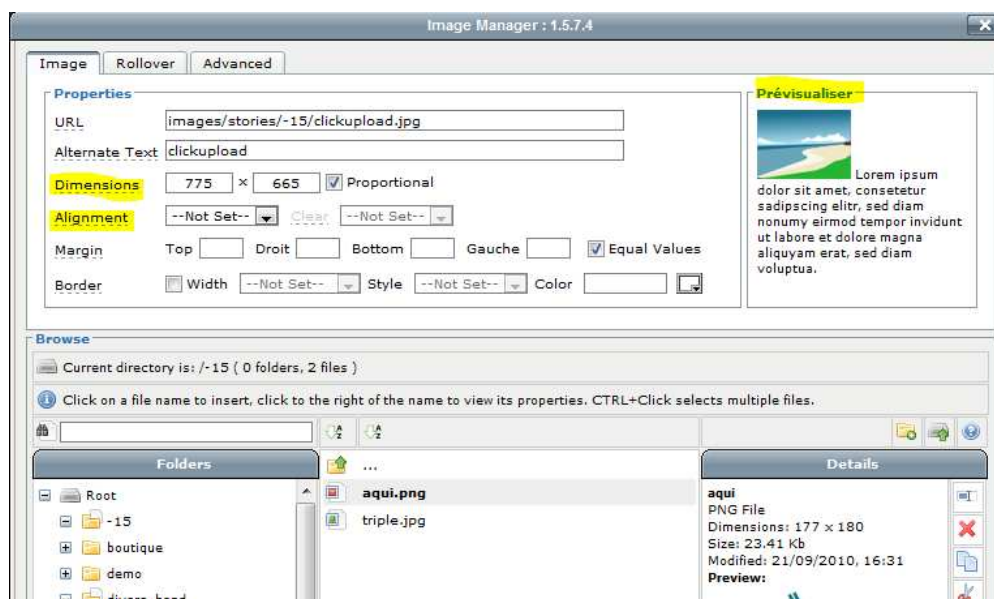 Image Manager : 1.5.7.4
Image Rollover Advanced
Properties
URL images/stories/-15/clickupload.jpg
Alternate Text clickupload
Dimensions 775 × 665 Proportional
Alignment --Not Set-- Clear --Not Set--
Margin Top Droit Bottom Gauche Equal Values
Border Width --Not Set-- Style --Not Set-- Color
Prévisualiser
Lorem ipsum
dolor sit amet, consetetur
sadipscing elitr, sed diam
nonumy eirmod tempor invidunt
ut labore et dolore magna
aliquyam erat, sed diam
voluptua.
Browse
Current directory is: /-15 ( 0 folders, 2 files )
Click on a file name to insert, click to the right of the name to view its properties. CTRL+Click selects multiple files.
Folders
Root
-15
boutique
demo
...
aqui.png
triple.jpg
Details
aqui
PNG File
Dimensions: 177 x 180
Size: 23.41 Kb
Modified: 21/09/2010, 16:31
Preview: